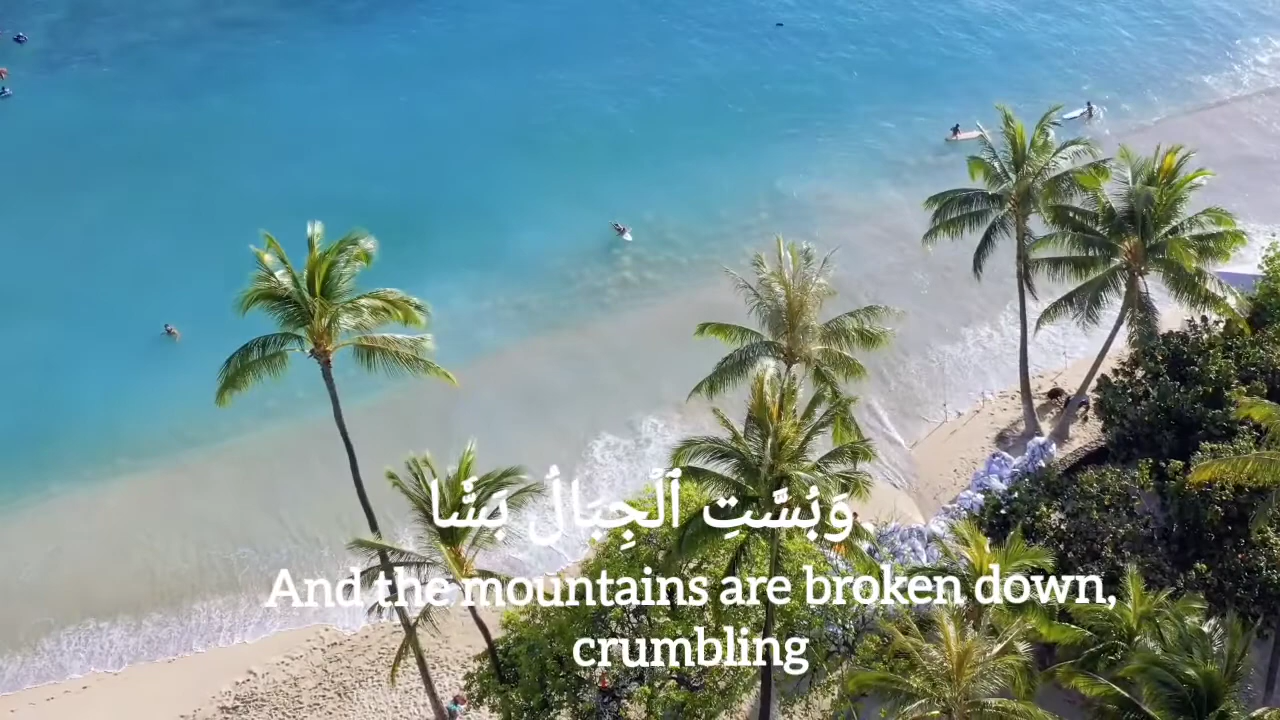 وَبُسَّتِ ٱلْجِبَالُ بَسًّا
And the mountains are broken down,
crumbling